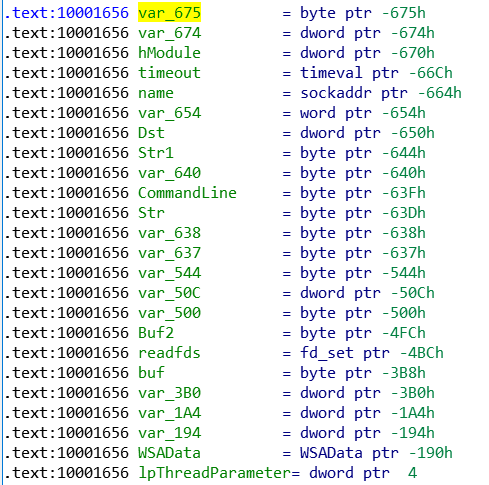 .text:10001656 var_675 = byte ptr -675h
.text:10001656 var_674 = dword ptr -674h
.text:10001656 hModule = dword ptr -670h
.text:10001656 timeout = timeval ptr -66Ch
.text:10001656 name = sockaddr ptr -664h
.text:10001656 var_654 = word ptr -654h
.text:10001656 Dst = dword ptr -650h
.text:10001656 Str1 = byte ptr -644h
.text:10001656 var_640 = byte ptr -640h
.text:10001656 CommandLine = byte ptr -63Fh
.text:10001656 Str = byte ptr -63Dh
.text:10001656 var_638 = byte ptr -638h
.text:10001656 var_637 = byte ptr -637h
.text:10001656 var_544 = byte ptr -544h
.text:10001656 var_50C = dword ptr -50Ch
.text:10001656 var_500 = byte ptr -500h
.text:10001656 Buf2 = byte ptr -4FCh
.text:10001656 readfds = fd_set ptr -4BCh
.text:10001656 buf = byte ptr -3B8h
.text:10001656 var_3B0 = dword ptr -3B0h
.text:10001656 var_1A4 = dword ptr -1A4h
.text:10001656 var_194 = dword ptr -194h
.text:10001656 WSAData = WSAData ptr -190h
.text:10001656 lpThreadParameter= dword ptr 4